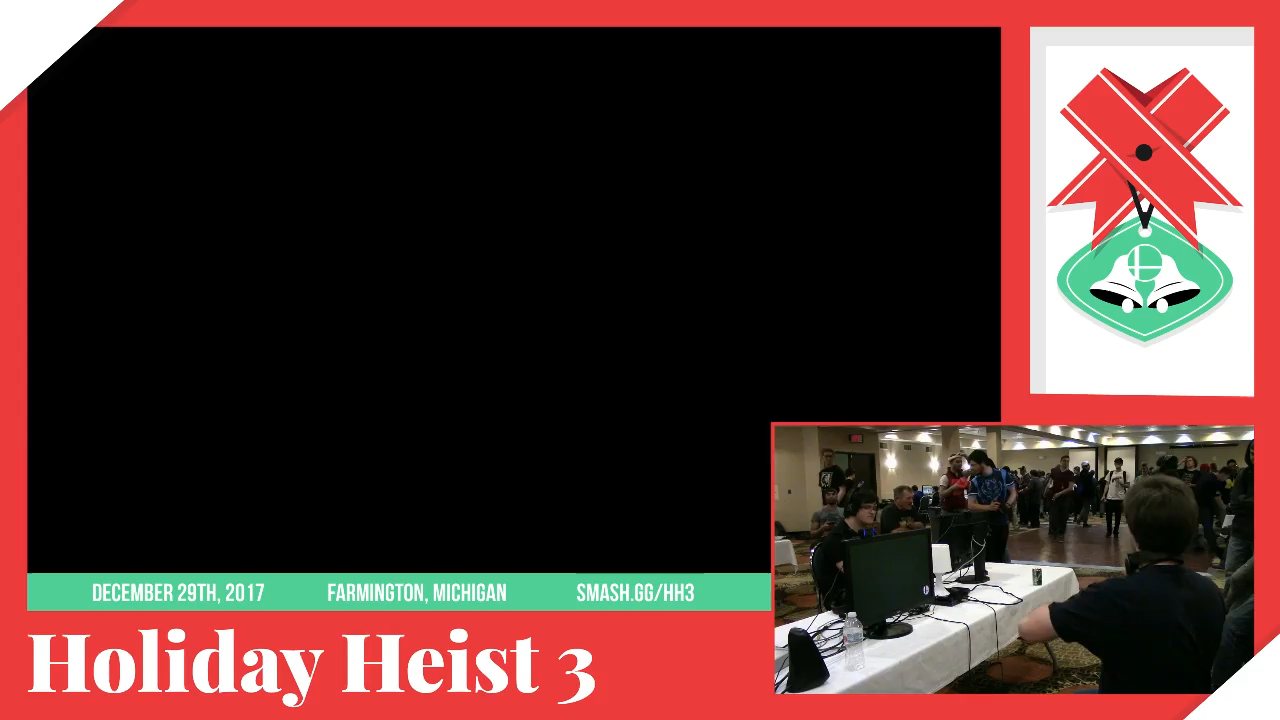 DECEMBER 29TH, 2017 FARMINGTON, MICHIGAN SMASH.GG/HH3
Holiday Heist 3